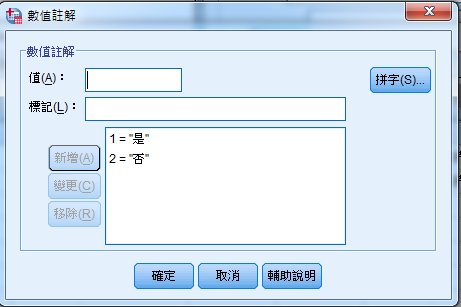 數值註解
數值註解
值(A):
拼字(S)...
標記(L):
1 = "是"
2 = "否"
新增(A)
變更(C)
移除(R)
確定
取消
輔助說明